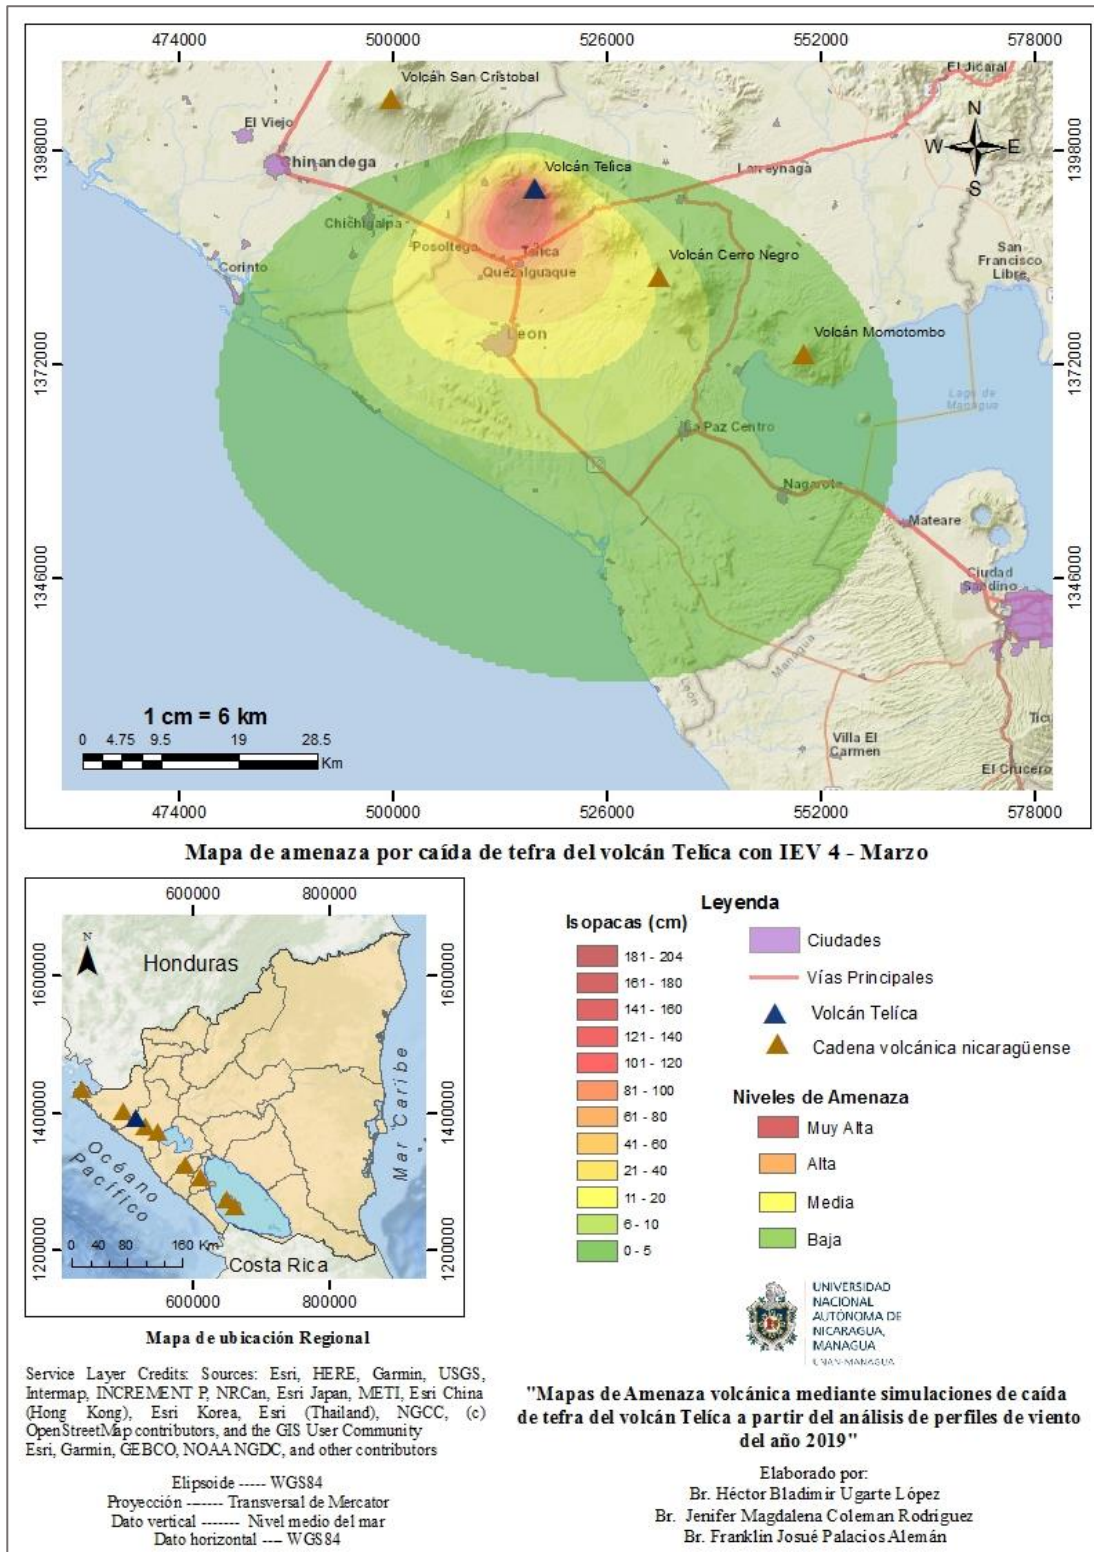 474000 500000 526000 552000 578000
Volcán San Cristobal
El Jicaral
El Viejo
N
W E
S
1398000
1398000
Chinandega
Volcán Telica
Larreynaga
Chichigalpa
Posoltega
Telica
Quezalguaque
San
Francisco
Libre
Corinto
Volcán Cerro Negro
Leon
Volcán Momotombo
1372000
1372000
Lago de
Managua
La Paz Centro
Nagarote
Mateare
1346000
1346000
Ciudad
Sandino
Managua
León
1 cm = 6 km
0 4.75 9.5 19 28.5
Km
Villa El
Carmen
Ticu
El Crucero
474000 500000 526000 552000 578000
Mapa de amenaza por caída de tefra del volcán Telíca con IEV 4 - Marzo
600000 800000
N
Honduras
1600000
1600000
1400000
1400000
Mar Caribe
Océano
Pacífico
0 40 80 160 Km
Costa Rica
1200000
1200000
600000 800000
Mapa de ubicación Regional
Leyenda
Isopacas (cm)
181 - 204
161 - 180
141 - 160
121 - 140
101 - 120
81 - 100
61 - 80
41 - 60
21 - 40
11 - 20
6 - 10
0 - 5
Ciudades
Vías Principales
Volcán Telíca
Cadena volcánica nicaragüense
Niveles de Amenaza
Muy Alta
Alta
Media
Baja
UNIVERSIDAD
NACIONAL
AUTÓNOMA DE
NICARAGUA,
MANAGUA
UNAN-MANAGUA
Service Layer Credits: Sources: Esri, HERE, Garmin, USGS,
Intermap, INCREMENT P, NRCan, Esri Japan, METI, Esri China
(Hong Kong), Esri Korea, Esri (Thailand), NGCC, (c)
OpenStreetMap contributors, and the GIS User Community
Esri, Garmin, GEBCO, NOAA NGDC, and other contributors
Elipsoide ----- WGS84
Proyección ------- Transversal de Mercator
Dato vertical ------- Nivel medio del mar
Dato horizontal ---- WGS84
"Mapas de Amenaza volcánica mediante simulaciones de caída
de tefra del volcán Telíca a partir del análisis de perfiles de viento
del año 2019"
Elaborado por:
Br. Héctor Bladimir Ugarte López
Br. Jenifer Magdalena Coleman Rodriguez
Br. Franklin Josué Palacios Alemán